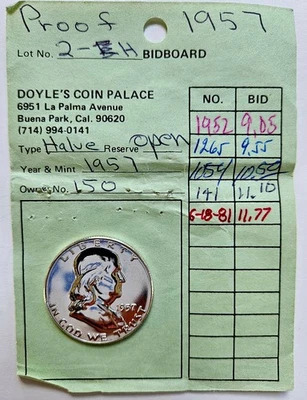 Proof 1957
Lot No. 2-H BIDBOARD
DOYLE'S COIN PALACE
6951 La Palma Avenue
Buena Park, Cal. 90620
(714) 994-0141
Type Halve Reserve open
Year & Mint 1957
Owner No. 150
NO. BID
1952 9.05
1265 9.55
1054 10.59
141 11.10
6-18-81 11.77
LIBERTY
1957
IN GOD WE TRUST